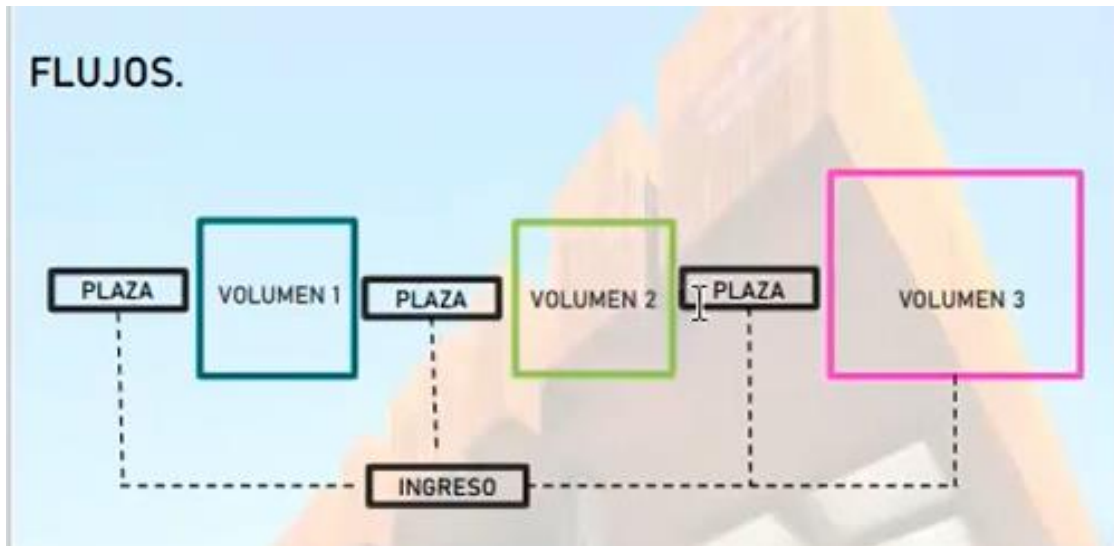 FLUJOS.
PLAZA
VOLUMEN 1
PLAZA
VOLUMEN 2
PLAZA
VOLUMEN 3
INGRESO